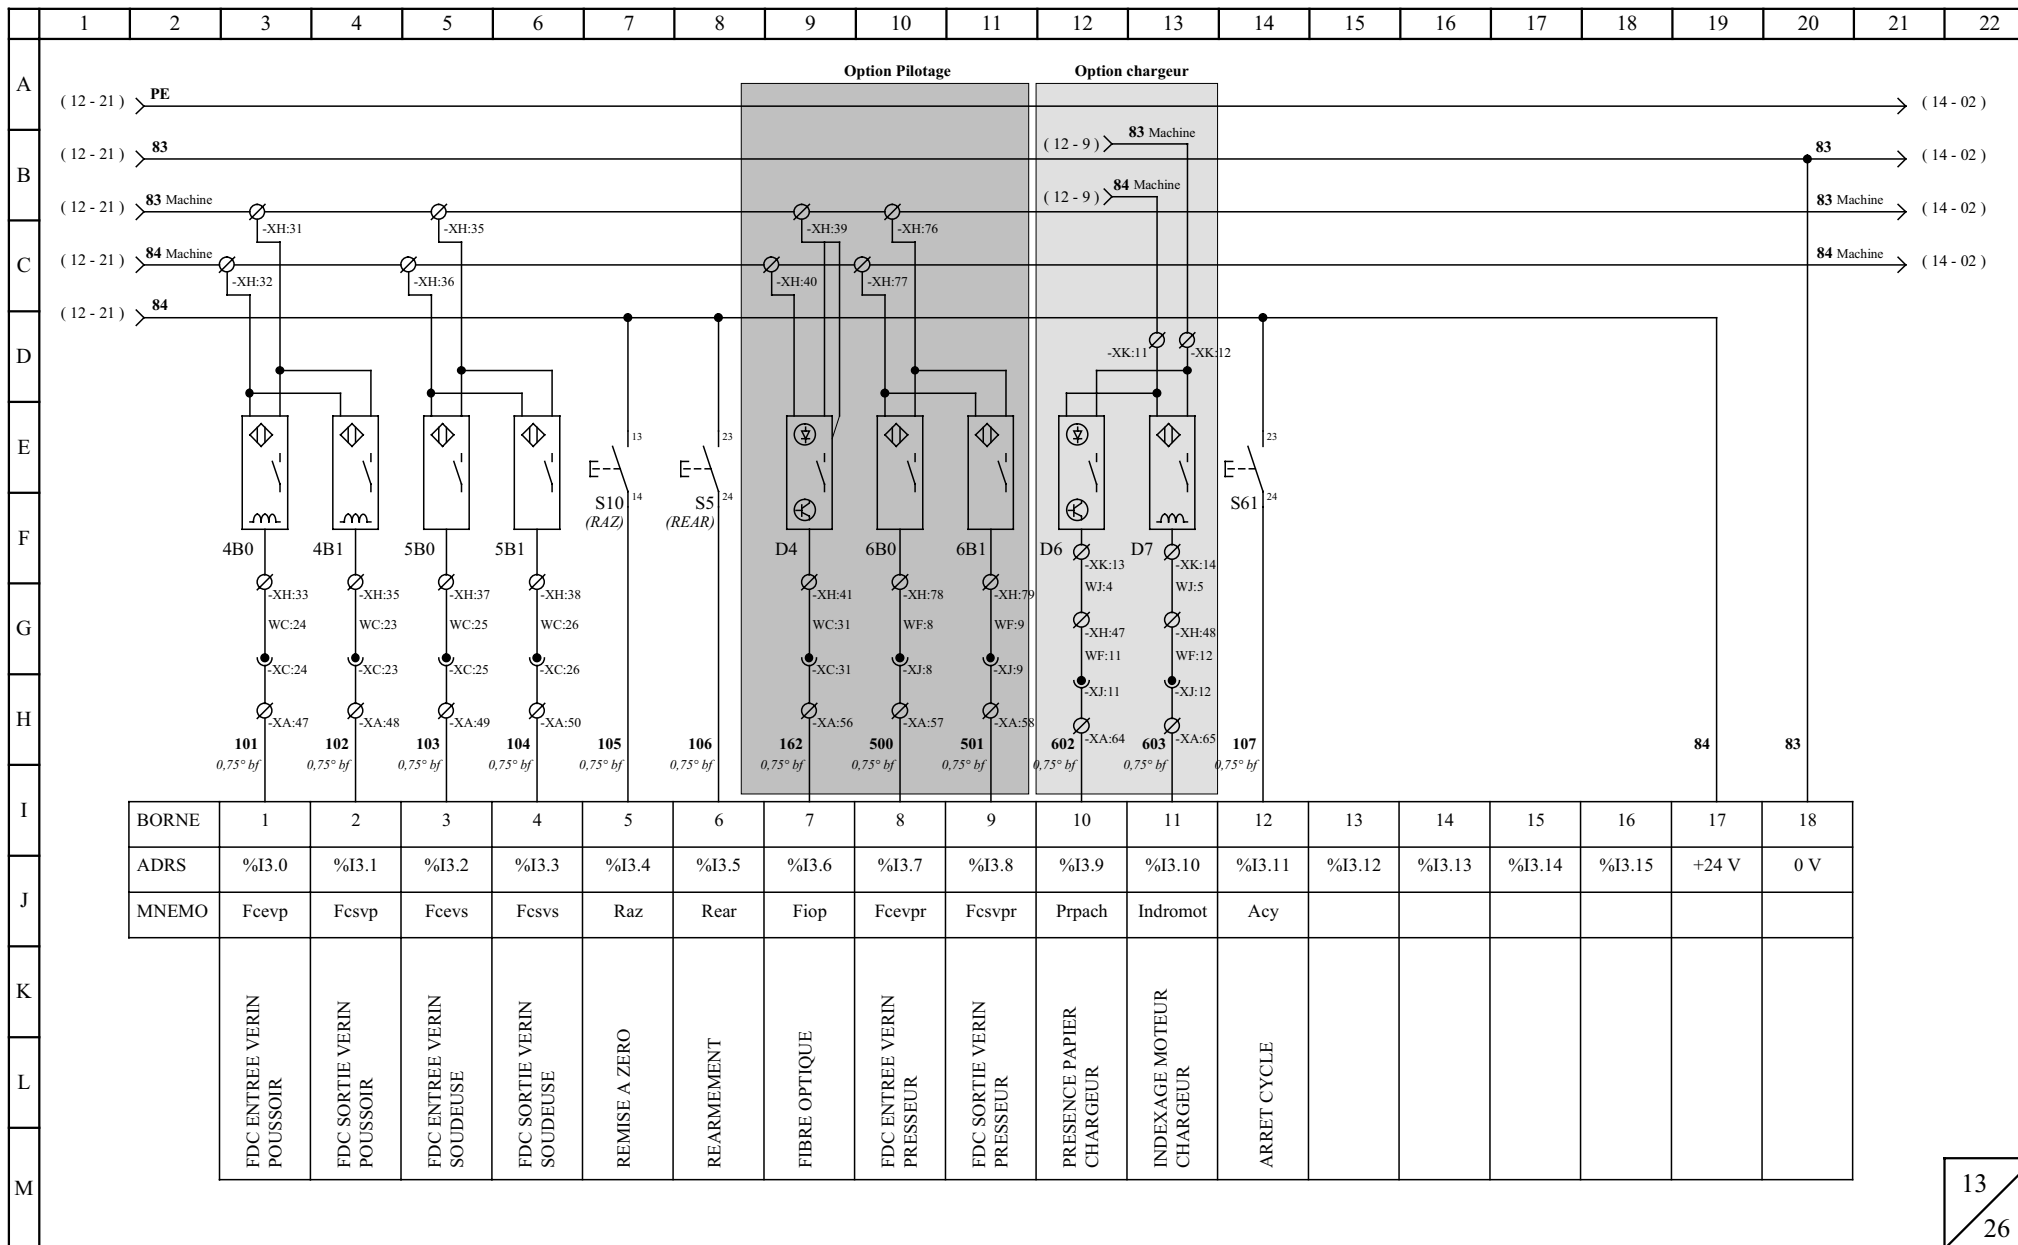 1 2 3 4 5 6 7 8 9 10 11 12 13 14 15 16 17 18 19 20 21 22
A
Option Pilotage Option chargeur
( 12 - 21 ) PE ( 14 - 02 )
B
( 12 - 9 ) 83 Machine
( 12 - 21 ) 83 83 ( 14 - 02 )
( 12 - 9 ) 84 Machine
( 12 - 21 ) 83 Machine 83 Machine ( 14 - 02 )
-XH:31 -XH:35 -XH:39 -XH:76
C
( 12 - 21 ) 84 Machine 84 Machine ( 14 - 02 )
-XH:32 -XH:36 -XH:40 -XH:77
( 12 - 21 ) 84
D
-XK:11 -XK:12
E
13 23 23
S10 14 S5 24 S61 24
(RAZ) (REAR)
F
4B0 4B1 5B0 5B1 D4 6B0 6B1 D6 D7
-XK:13 -XK:14
WJ:4 WJ:5
-XH:33 -XH:35 -XH:37 -XH:38 -XH:41 -XH:78 -XH:79
G
WC:24 WC:23 WC:25 WC:26 WC:31 WF:8 WF:9
-XH:47 -XH:48
WF:11 WF:12
-XC:24 -XC:23 -XC:25 -XC:26 -XC:31 -XJ:8 -XJ:9
-XJ:11 -XJ:12
H
-XA:47 -XA:48 -XA:49 -XA:50 -XA:56 -XA:57 -XA:58
-XA:64 -XA:65
101 102 103 104 105 106 162 500 501 602 603 107 84 83
0,75° bf 0,75° bf 0,75° bf 0,75° bf 0,75° bf 0,75° bf 0,75° bf 0,75° bf 0,75° bf 0,75° bf 0,75° bf 0,75° bf
I
BORNE 1 2 3 4 5 6 7 8 9 10 11 12 13 14 15 16 17 18
ADRS %I3.0 %I3.1 %I3.2 %I3.3 %I3.4 %I3.5 %I3.6 %I3.7 %I3.8 %I3.9 %I3.10 %I3.11 %I3.12 %I3.13 %I3.14 %I3.15 +24 V 0 V
J
MNEMO Fcevp Fcsvp Fcevs Fcsvs Raz Rear Fiop Fcevpr Fcsvpr Prpach Indromot Acy
K
L
M
FDC ENTREE VERIN
POUSSOIR
FDC SORTIE VERIN
POUSSOIR
FDC ENTREE VERIN
SOUDEUSE
FDC SORTIE VERIN
SOUDEUSE
REMISE A ZERO
REARMEMENT
FIBRE OPTIQUE
FDC ENTREE VERIN
PRESSEUR
FDC SORTIE VERIN
PRESSEUR
PRESENCE PAPIER
CHARGEUR
INDEXAGE MOTEUR
CHARGEUR
ARRET CYCLE
13
26